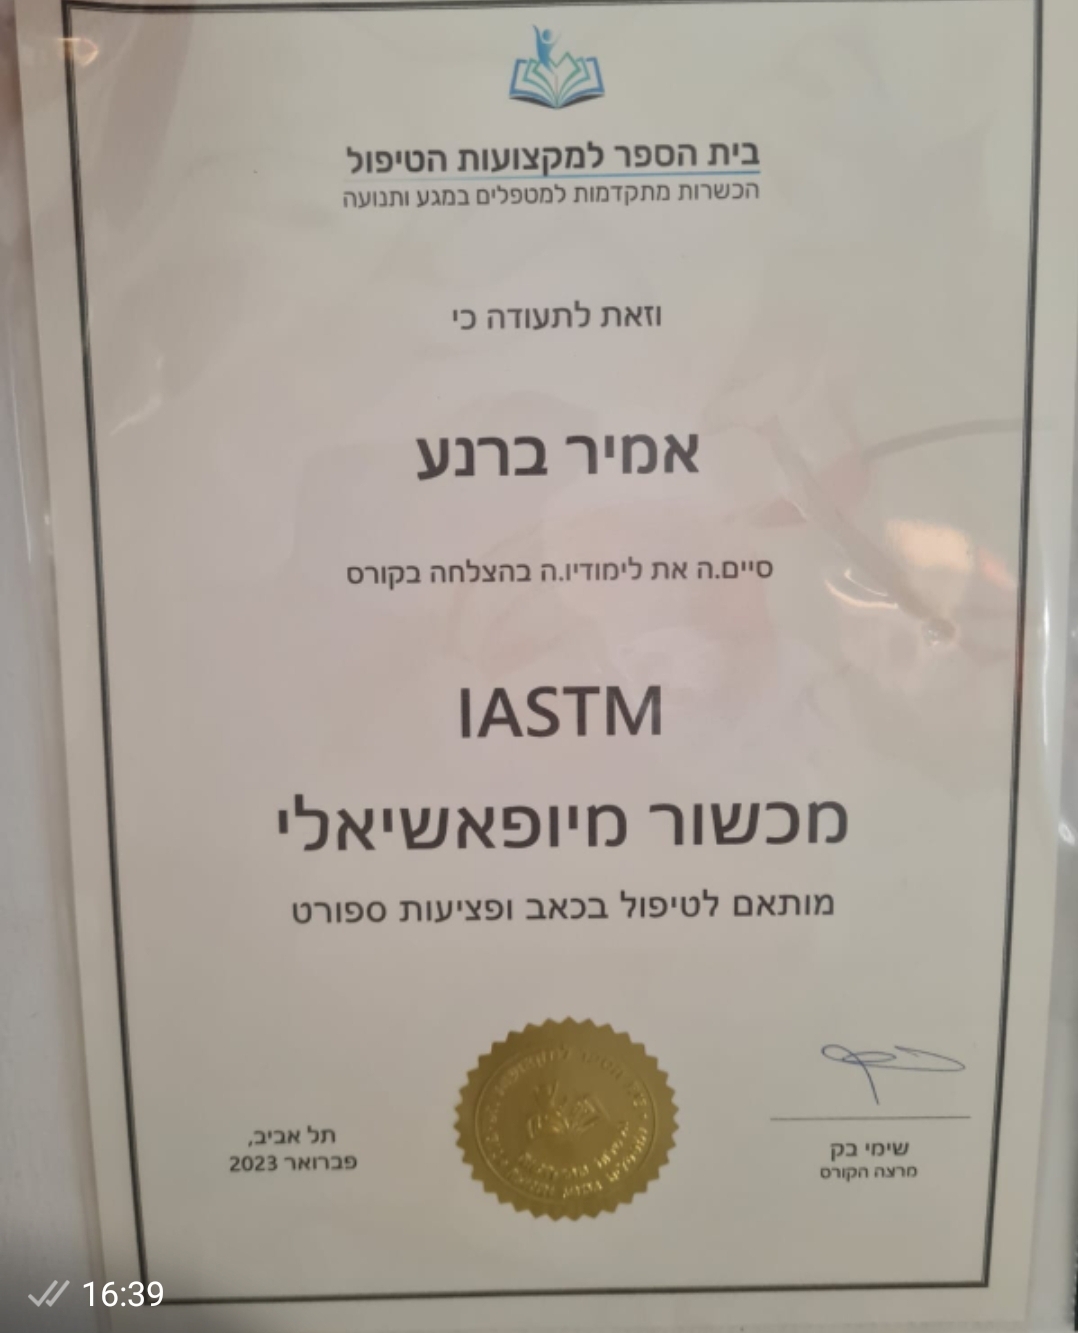 בית הספר למקצועות הטיפול
הכשרות מתקדמות למטפלים במגע ותנועה
וזאת לתעודה כי
אמיר ברנע
סיים.ה את לימודיו.ה בהצלחה בקורס
IASTM
מכשור מיופאשיאלי
מותאם לטיפול בכאב ופציעות ספורט
שימי בק
מרצה הקורס
תל אביב,
פברואר 2023
16:39